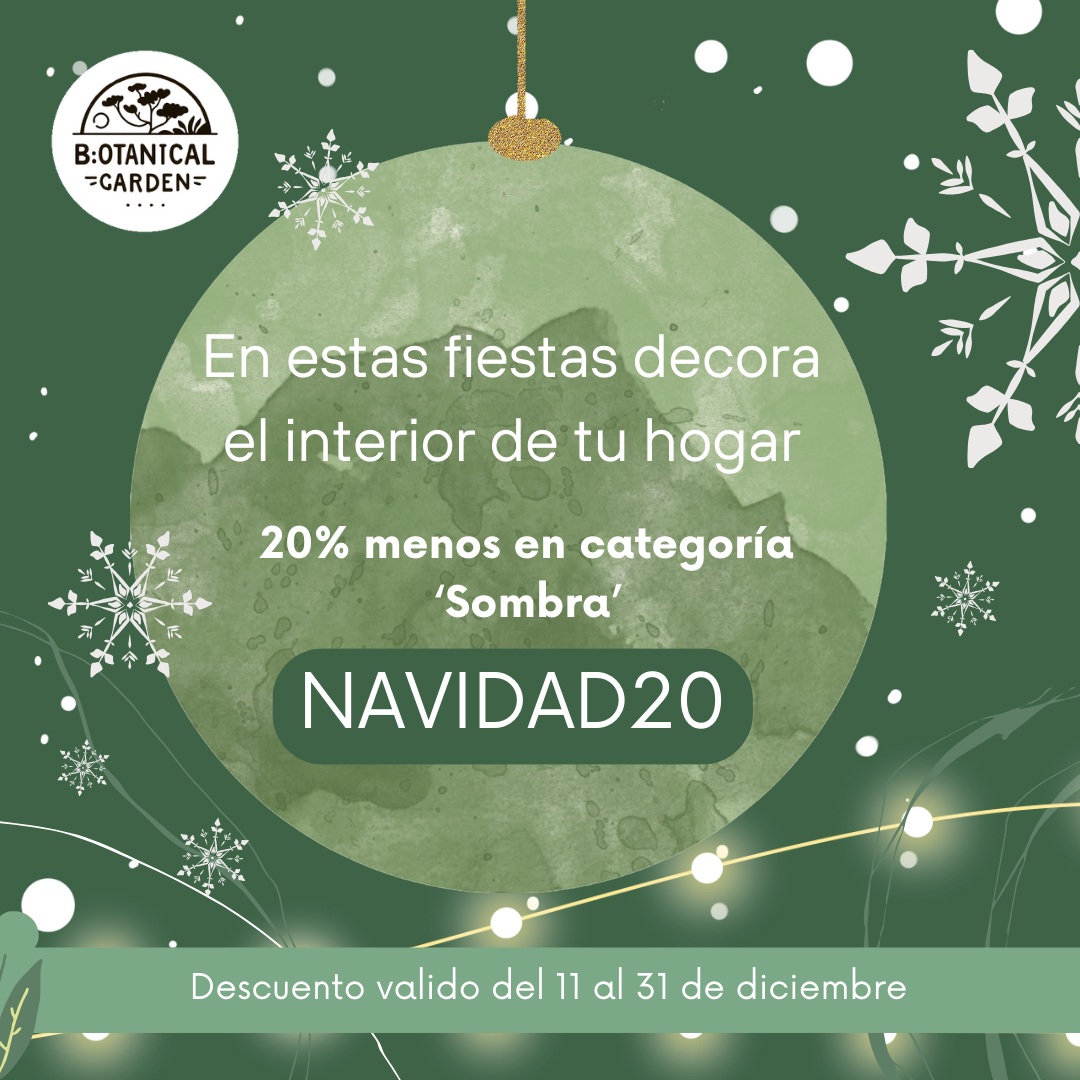 B:OTANICAL
GARDEN
En estas fiestas decora
el interior de tu hogar
20% menos en categoría
‘Sombra’
NAVIDAD20
Descuento valido del 11 al 31 de diciembre